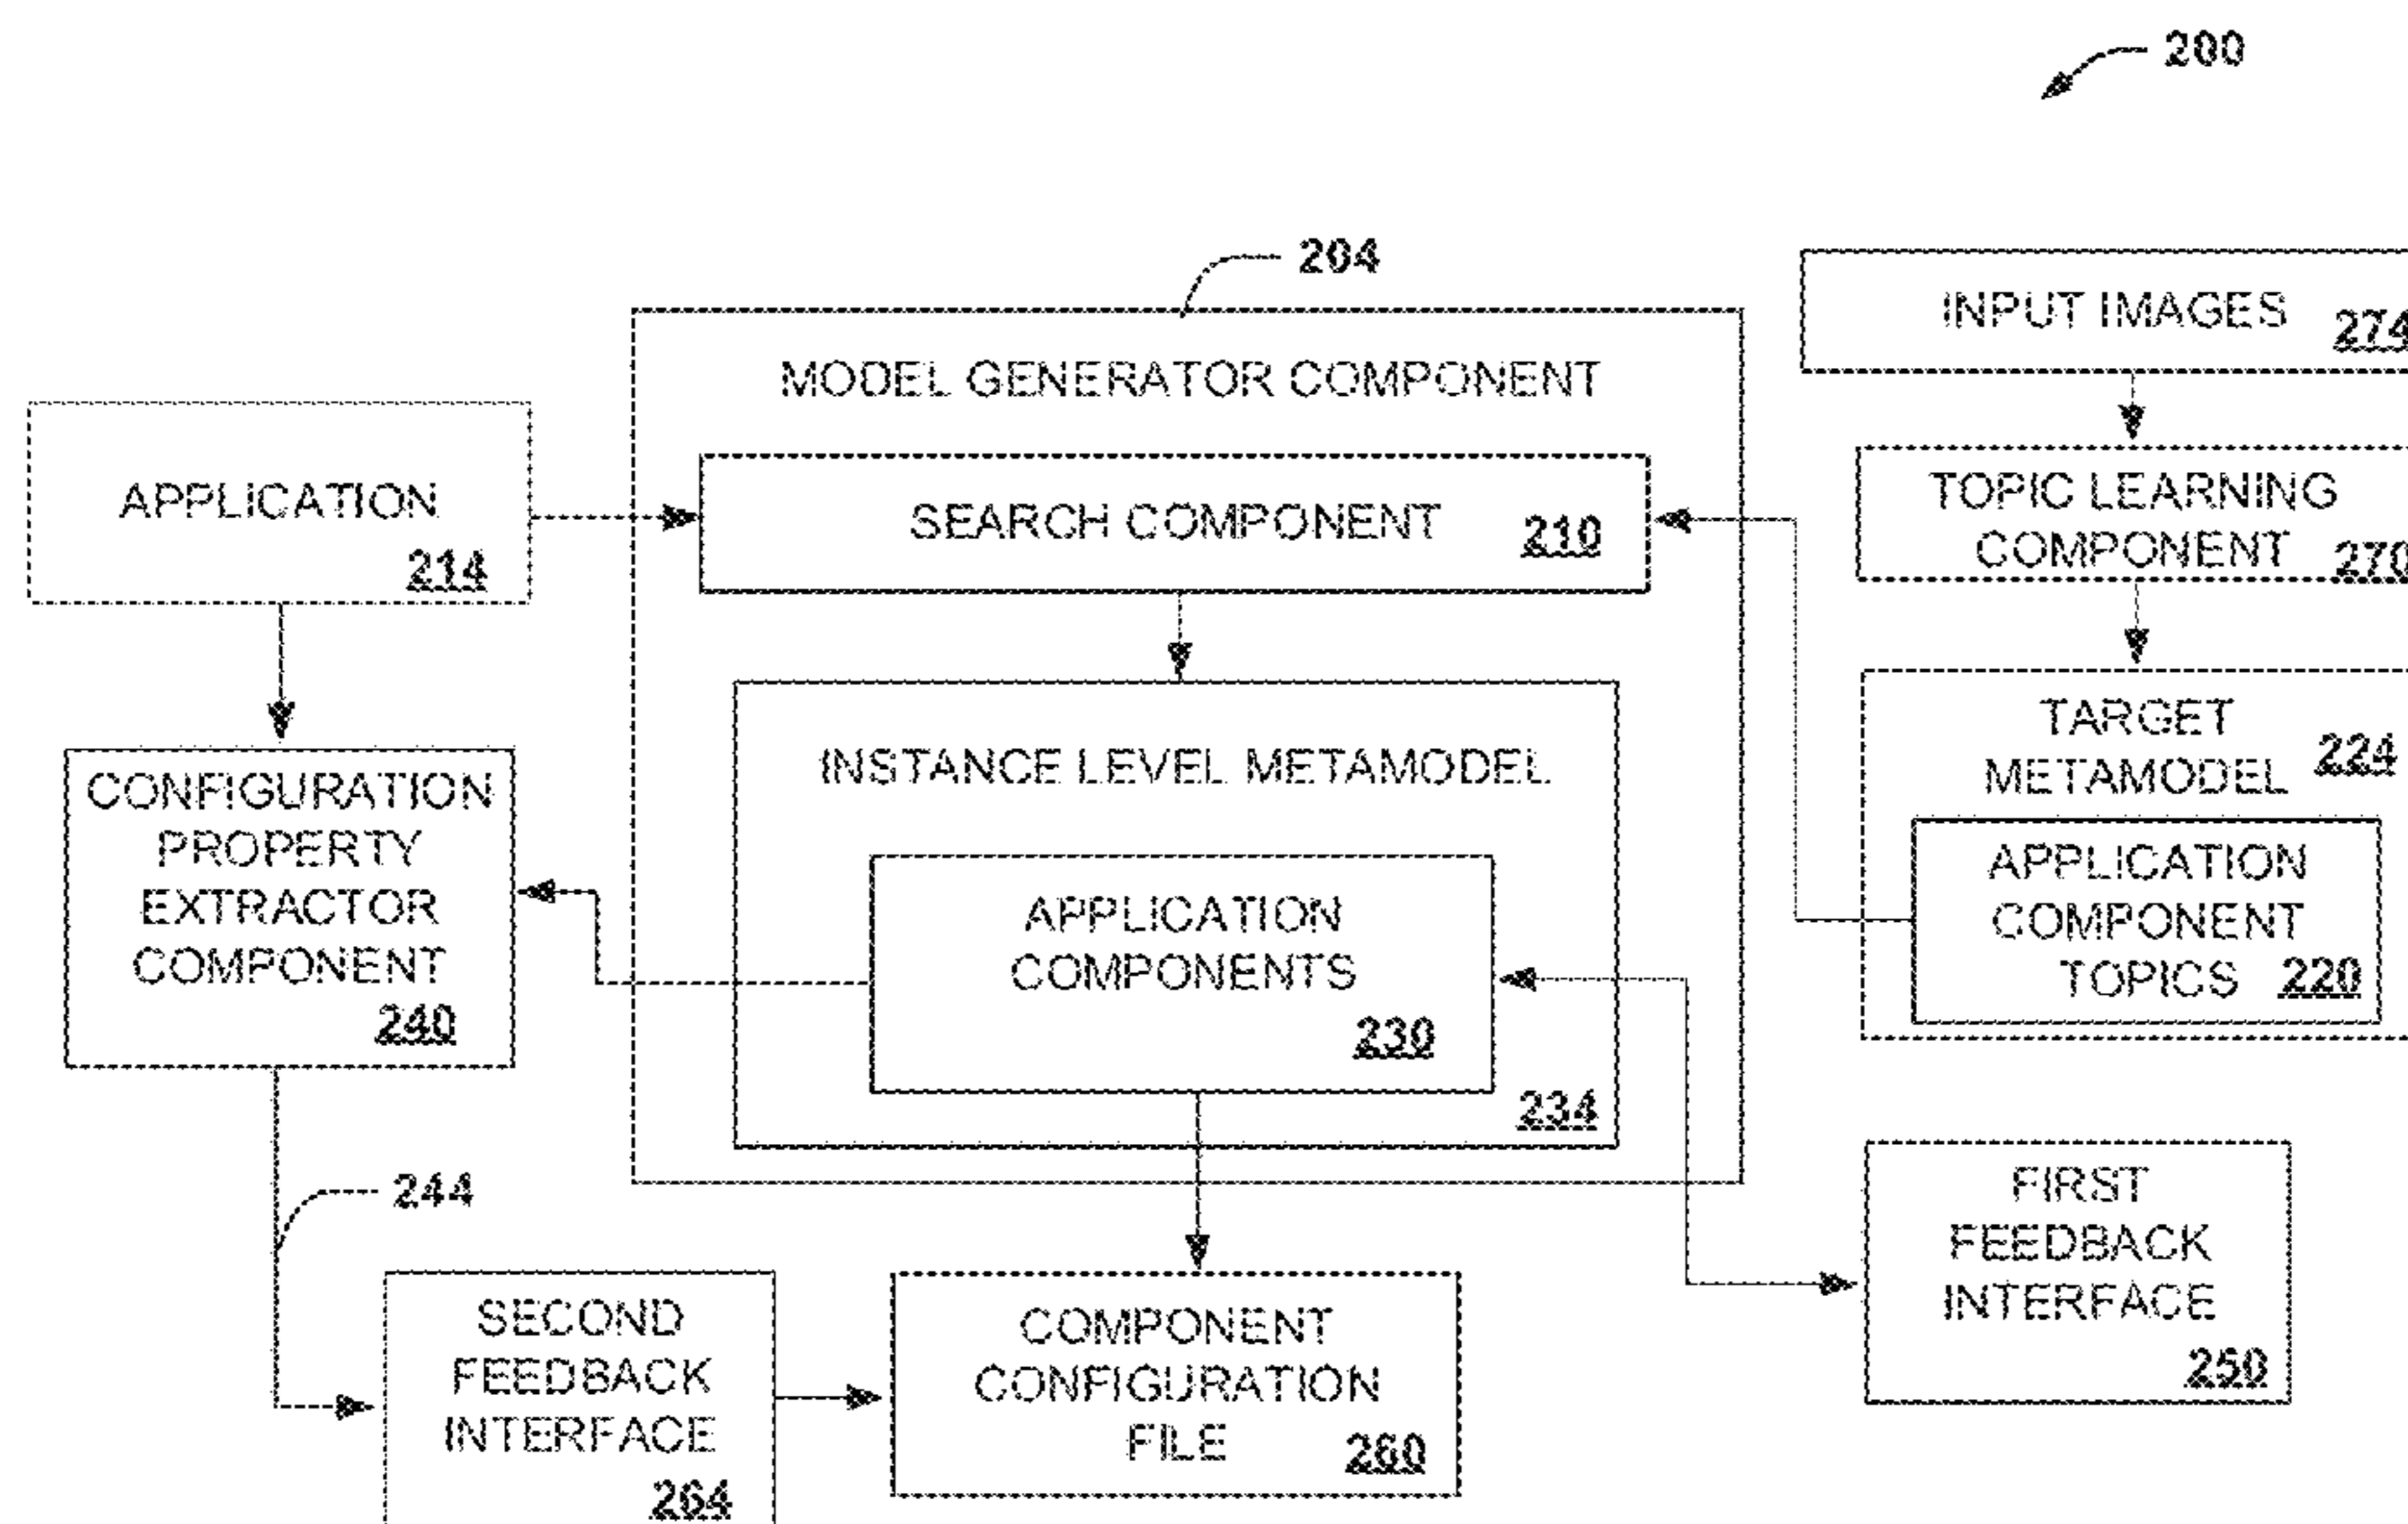 200
204
INPUT IMAGES 274
MODEL GENERATOR COMPONENT
APPLICATION
214
SEARCH COMPONENT 210
TOPIC LEARNING
COMPONENT 270
INSTANCE LEVEL METAMODEL
TARGET
METAMODEL 224
CONFIGURATION
PROPERTY
EXTRACTOR
COMPONENT
240
APPLICATION
COMPONENTS
230
234
APPLICATION
COMPONENT
TOPICS 220
244
FIRST
FEEDBACK
INTERFACE
250
SECOND
FEEDBACK
INTERFACE
264
COMPONENT
CONFIGURATION
FILE 260